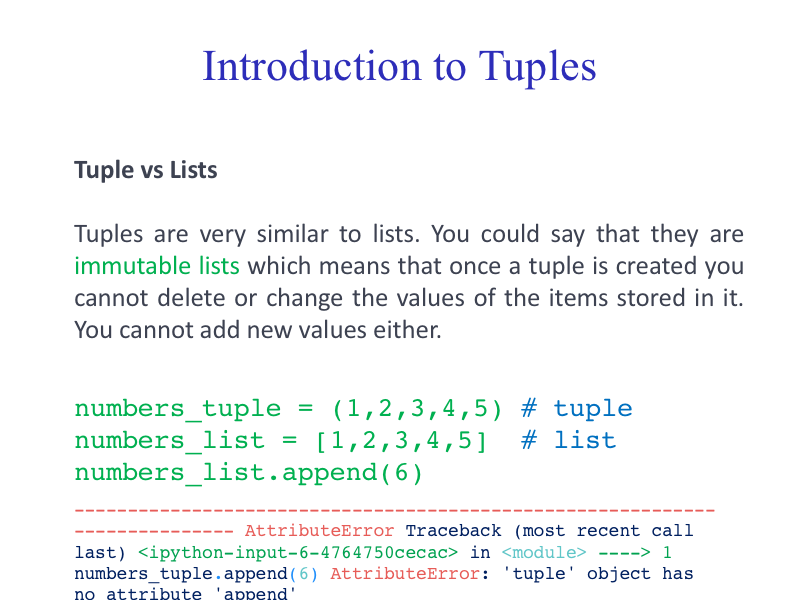 Introduction to Tuples
Tuple vs Lists
Tuples are very similar to lists. You could say that they are
immutable lists which means that once a tuple is created you
cannot delete or change the values of the items stored in it.
You cannot add new values either.
numbers_tuple = (1,2,3,4,5) # tuple
numbers_list = [1,2,3,4,5]  # list
numbers_list.append(6)
------------------------------------------------------------
--------------- AttributeError Traceback (most recent call
last) <ipython-input-6-4764750cecac> in <module> ----> 1
numbers_tuple.append(6) AttributeError: 'tuple' object has
no attribute 'append'